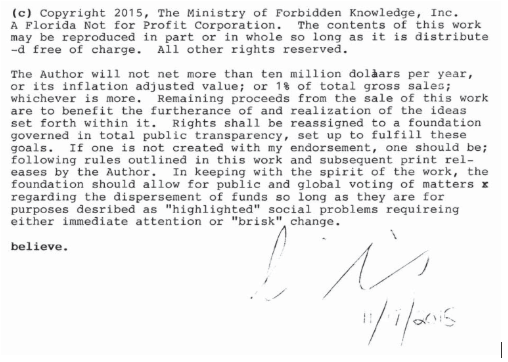 (c) Copyright 2015, The Ministry of Forbidden Knowledge, Inc.
A Florida Not for Profit Corporation. The contents of this work
may be reproduced in part or in whole so long as it is distribute
-d free of charge. All other rights reserved.
The Author will not net more than ten million dollars per year,
or its inflation adjusted value; or 1% of total gross sales;
whichever is more. Remaining proceeds from the sale of this work
are to benefit the furtherance of and realization of the ideas
set forth within it. Rights shall be reassigned to a foundation
governed in total public transparency, set up to fulfill these
goals. If one is not created with my endorsement, one should be;
following rules outlined in this work and subsequent print rel-
eases by the Author. In keeping with the spirit of the work, the
foundation should allow for public and global voting of matters x
regarding the dispersement of funds so long as they are for
purposes desribed as "highlighted" social problems requireing
either immediate attention or "brisk" change.
believe.